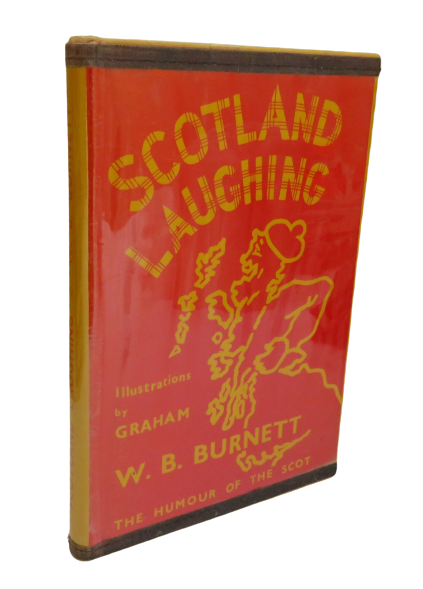 SCOTLAND
LAUGHING
Illustrations
by
GRAHAM
W. B. BURNETT
THE HUMOUR OF THE SCOT